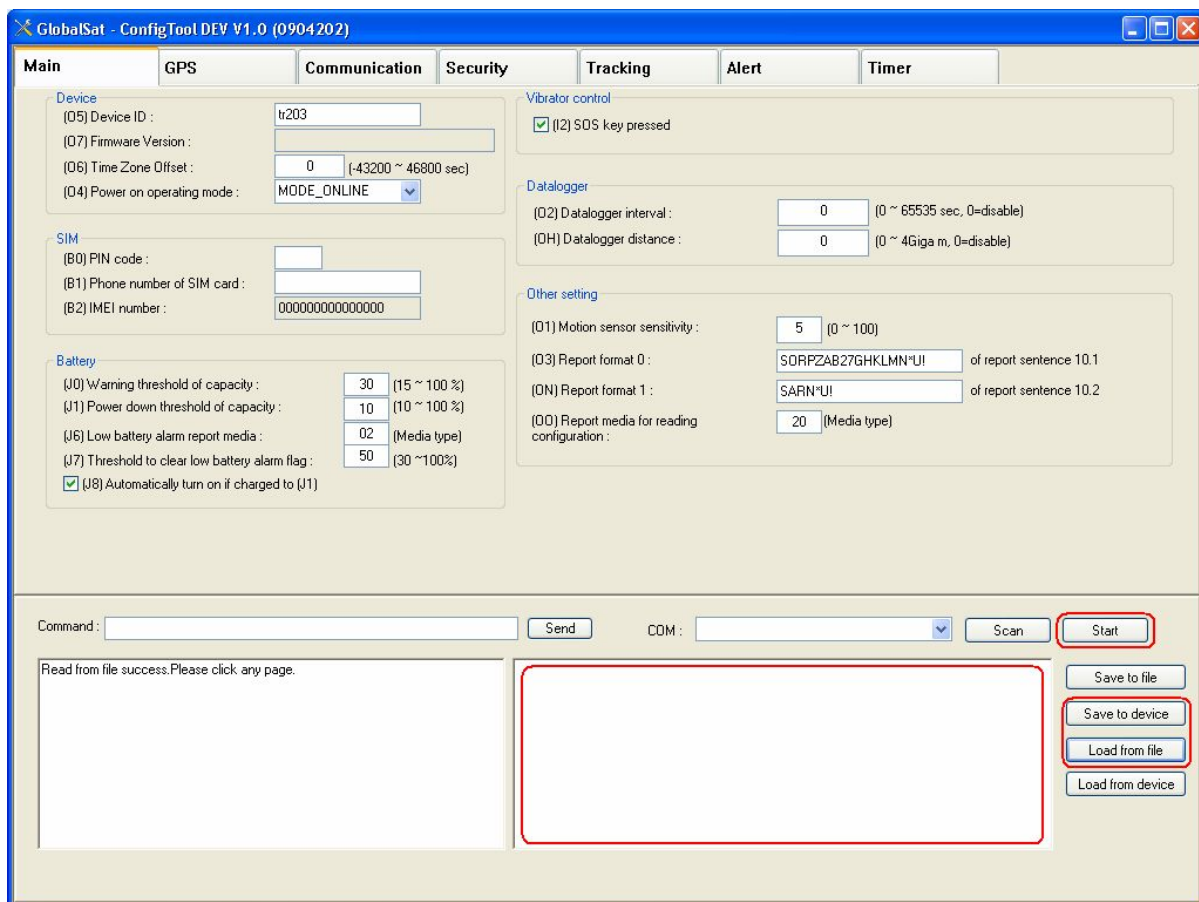 GlobalSat - ConfigTool DEV V1.0 (0904202)
Main GPS Communication Security Tracking Alert Timer
Device
(O5) Device ID : tr203
(O7) Firmware Version :
(O6) Time Zone Offset : 0 (-43200 ~ 46800 sec)
(O4) Power on operating mode : MODE_ONLINE
SIM
(B0) PIN code :
(B1) Phone number of SIM card :
(B2) IMEI number : 000000000000000
Battery
(J0) Warning threshold of capacity : 30 (15 ~ 100 %)
(J1) Power down threshold of capacity : 10 (10 ~ 100 %)
(J6) Low battery alarm report media : 02 (Media type)
(J7) Threshold to clear low battery alarm flag : 50 (30 ~100%)
(J8) Automatically turn on if charged to (J1)
Vibrator control
(I2) SOS key pressed
Datalogger
(O2) Datalogger interval : 0 (0 ~ 65535 sec, 0=disable)
(OH) Datalogger distance : 0 (0 ~ 4Giga m, 0=disable)
Other setting
(O1) Motion sensor sensitivity : 5 (0 ~ 100)
(O3) Report format 0 : SORPZAB27GHKLMN*U! of report sentence 10.1
(ON) Report format 1 : SARN*U! of report sentence 10.2
(OO) Report media for reading
configuration : 20 (Media type)
Command : Send COM : Scan Start
Read from file success.Please click any page.
Save to file
Save to device
Load from file
Load from device